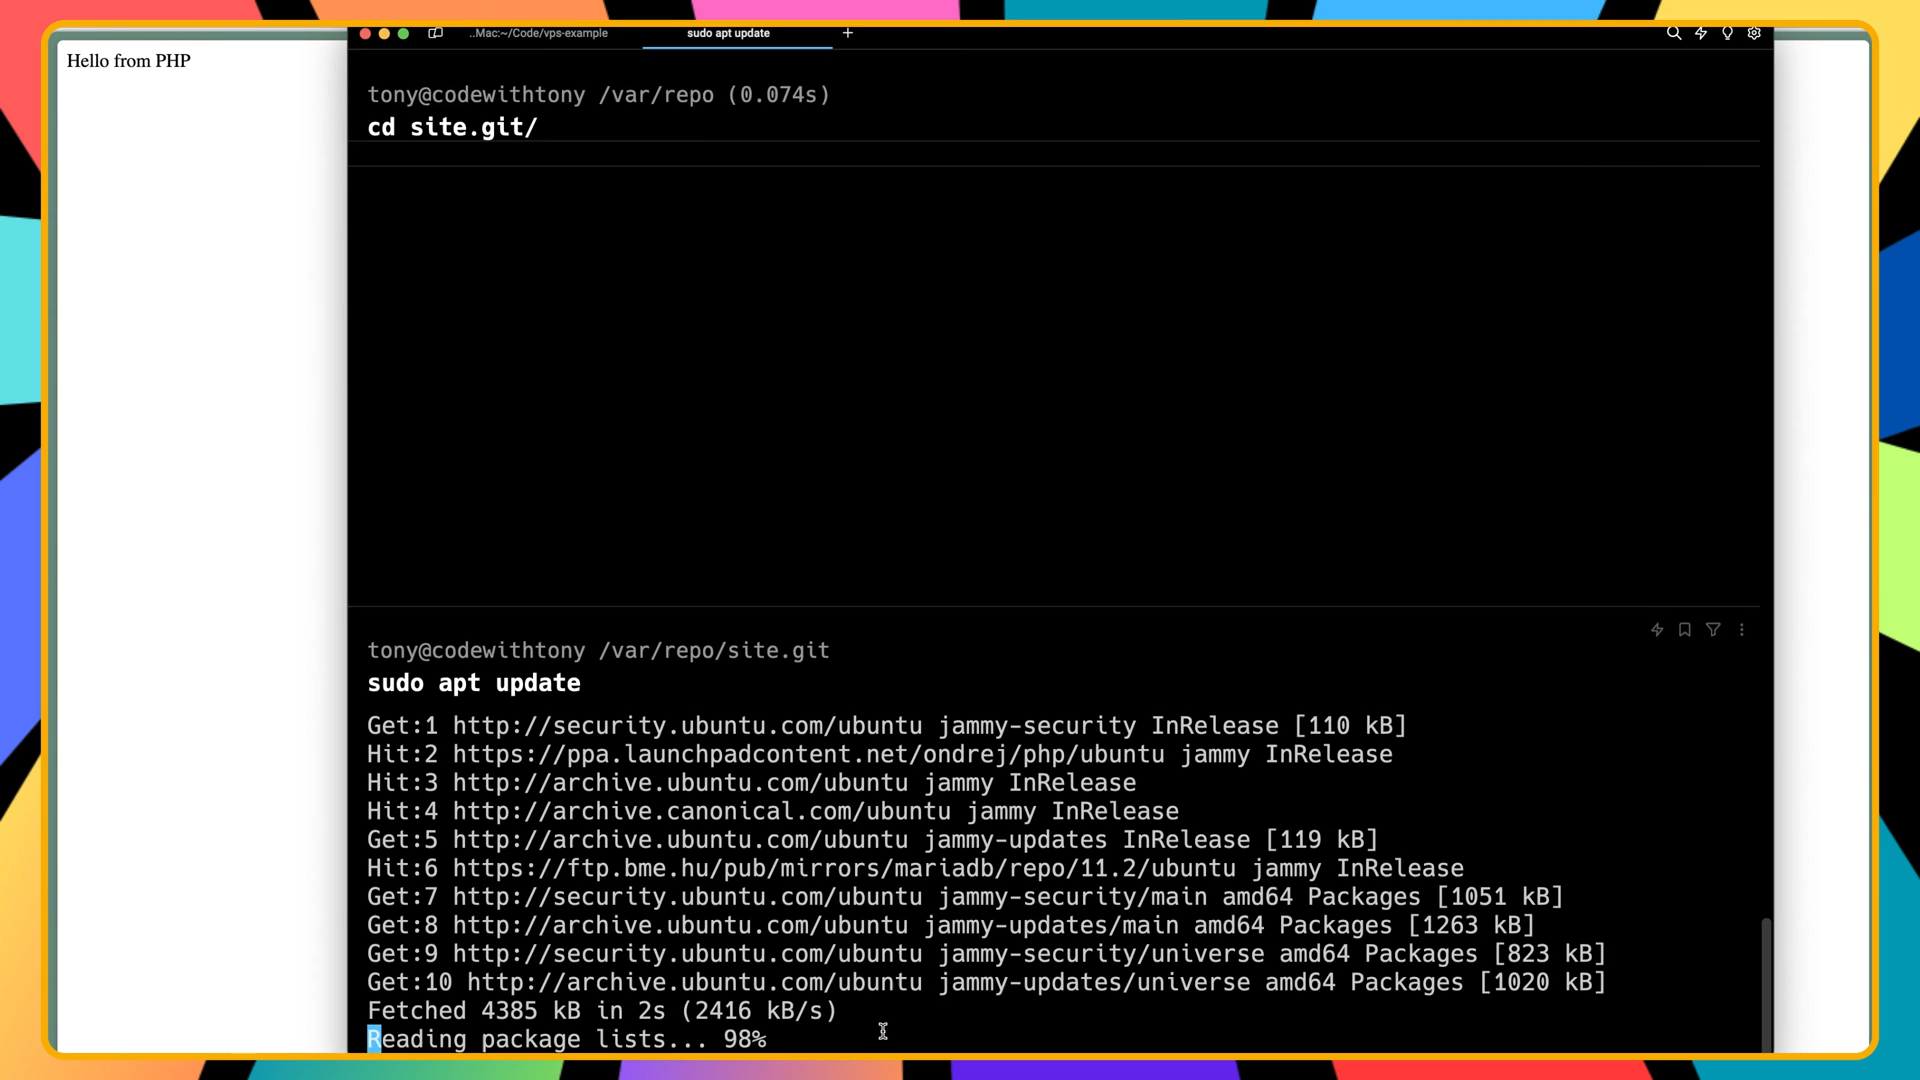 Hello from PHP
..Mac:~/Code/vps-example
sudo apt update
+
tony@codewithtony /var/repo (0.074s)
cd site.git/
tony@codewithtony /var/repo/site.git
sudo apt update
Get:1 http://security.ubuntu.com/ubuntu jammy-security InRelease [110 kB]
Hit:2 https://ppa.launchpadcontent.net/ondrej/php/ubuntu jammy InRelease
Hit:3 http://archive.ubuntu.com/ubuntu jammy InRelease
Hit:4 http://archive.canonical.com/ubuntu jammy InRelease
Get:5 http://archive.ubuntu.com/ubuntu jammy-updates InRelease [119 kB]
Hit:6 https://ftp.bme.hu/pub/mirrors/mariadb/repo/11.2/ubuntu jammy InRelease
Get:7 http://security.ubuntu.com/ubuntu jammy-security/main amd64 Packages [1051 kB]
Get:8 http://archive.ubuntu.com/ubuntu jammy-updates/main amd64 Packages [1263 kB]
Get:9 http://security.ubuntu.com/ubuntu jammy-security/universe amd64 Packages [823 kB]
Get:10 http://archive.ubuntu.com/ubuntu jammy-updates/universe amd64 Packages [1020 kB]
Fetched 4385 kB in 2s (2416 kB/s)
Reading package lists... 98%